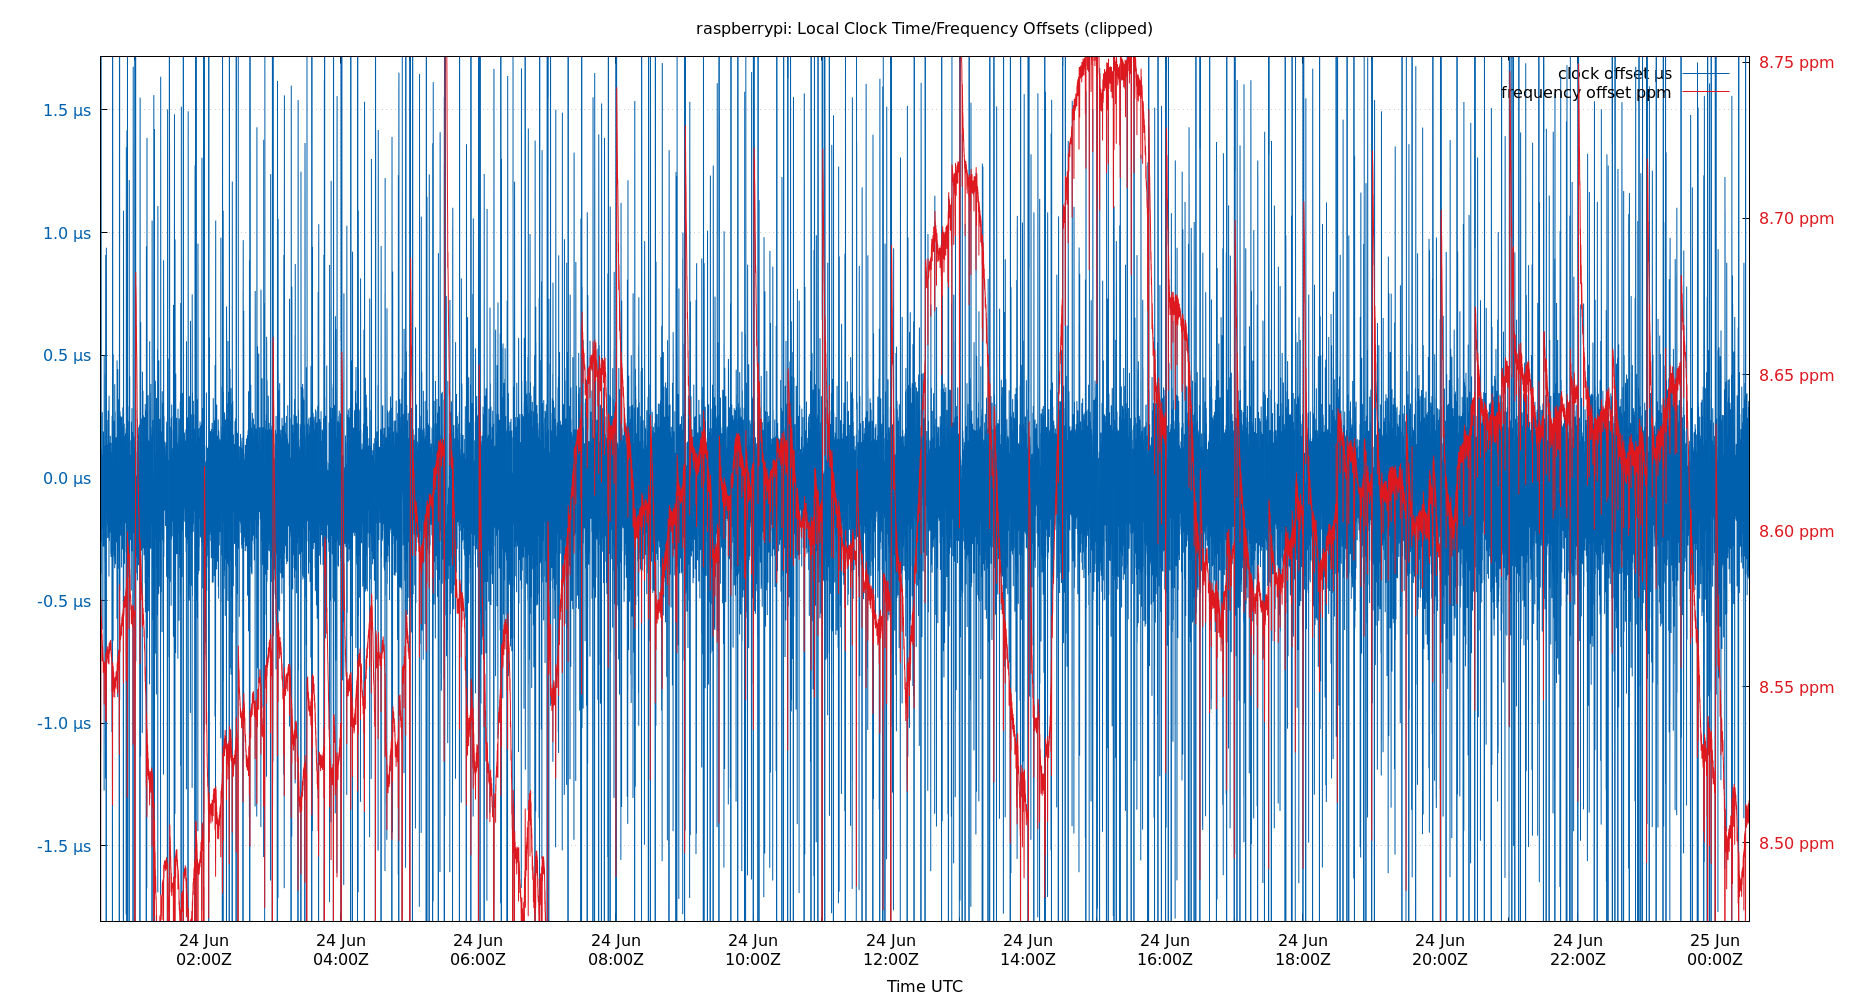 raspberrypi: Local Clock Time/Frequency Offsets (clipped)
clock offset µs
frequency offset ppm
1.5 µs
1.0 µs
0.5 µs
0.0 µs
-0.5 µs
-1.0 µs
-1.5 µs
8.75 ppm
8.70 ppm
8.65 ppm
8.60 ppm
8.55 ppm
8.50 ppm
24 Jun 24 Jun 24 Jun 24 Jun 24 Jun 24 Jun 24 Jun 24 Jun 24 Jun 24 Jun 24 Jun 25 Jun
02:00Z 04:00Z 06:00Z 08:00Z 10:00Z 12:00Z 14:00Z 16:00Z 18:00Z 20:00Z 22:00Z 00:00Z
Time UTC